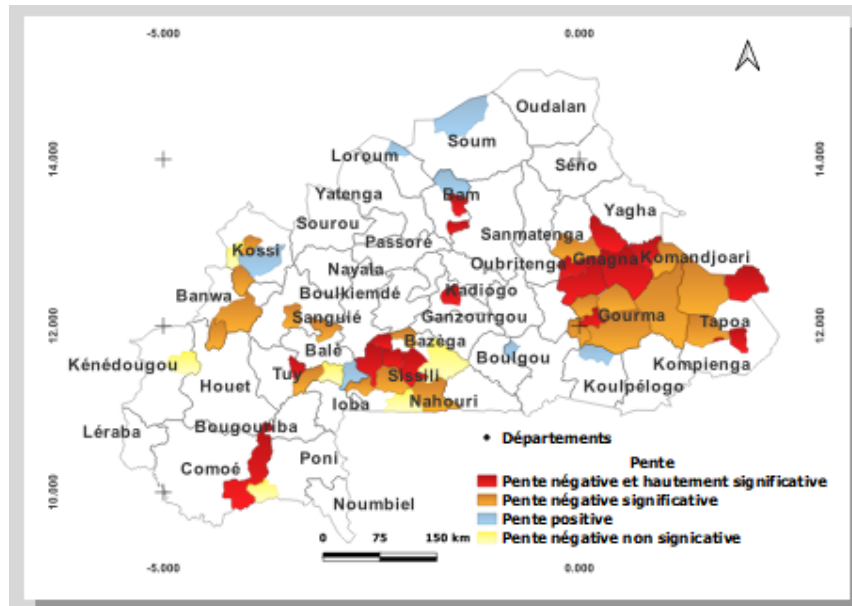 -5.000
0.000
Oudalan
Soum
14.000
14.000
Loroum
Séno
Bam
Yatenga
Yagha
Sourou
Sanmatenga
Passoré
Kossi
Gnagna
Komandjoari
Oubritenga
Nayala
Banwa
Boulkiemdé
Kadiogo
Sanguié
Ganzourgou
Gourma
12.000
Tapoa
12.000
Bazèga
Balé
Boulgou
Kénédougou
Kompienga
Tuy
Sissili
Houet
Koulpélogo
Ioba
Nahouri
Léraba
Bougouriba
Départements
Poni
Pente
Comoé
Pente négative et hautement significative
10.000
10.000
Pente négative significative
Noumbiel
Pente positive
Pente négative non signicative
0 75 150 km
-5.000
0.000